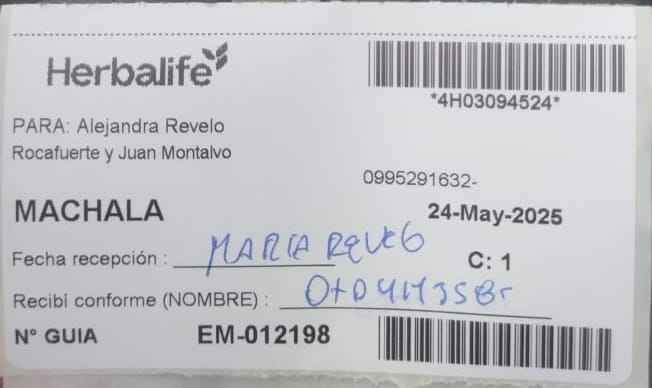 Herbalife
*4H03094524*
PARA: Alejandra Revelo
Rocafuerte y Juan Montalvo
0995291632-
MACHALA
24-May-2025
Fecha recepción : MARIA REVELO
C: 1
Recibí conforme (NOMBRE) :
N° GUIA EM-012198